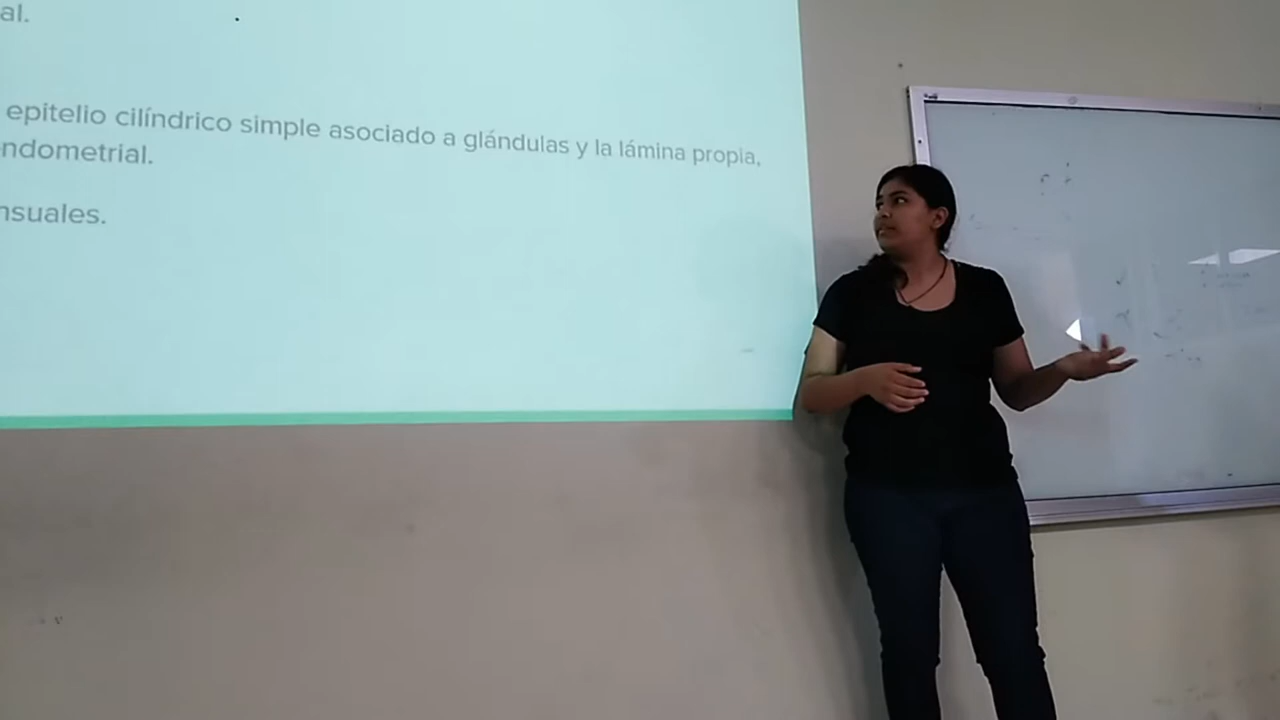 al.
epitelio cilíndrico simple asociado a glándulas y la lámina propia,
ndometrial.
nsuales.